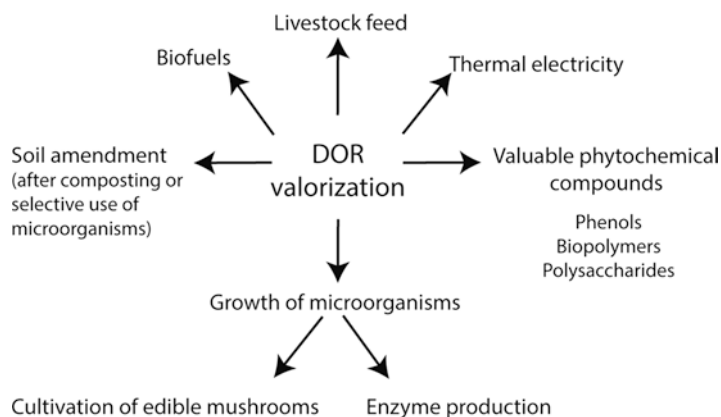 Livestock feed
Biofuels
Thermal electricity
Soil amendment
(after composting or
selective use of
microorganisms)
DOR
valorization
Valuable phytochemical
compounds
Phenols
Biopolymers
Polysaccharides
Growth of microorganisms
Cultivation of edible mushrooms
Enzyme production